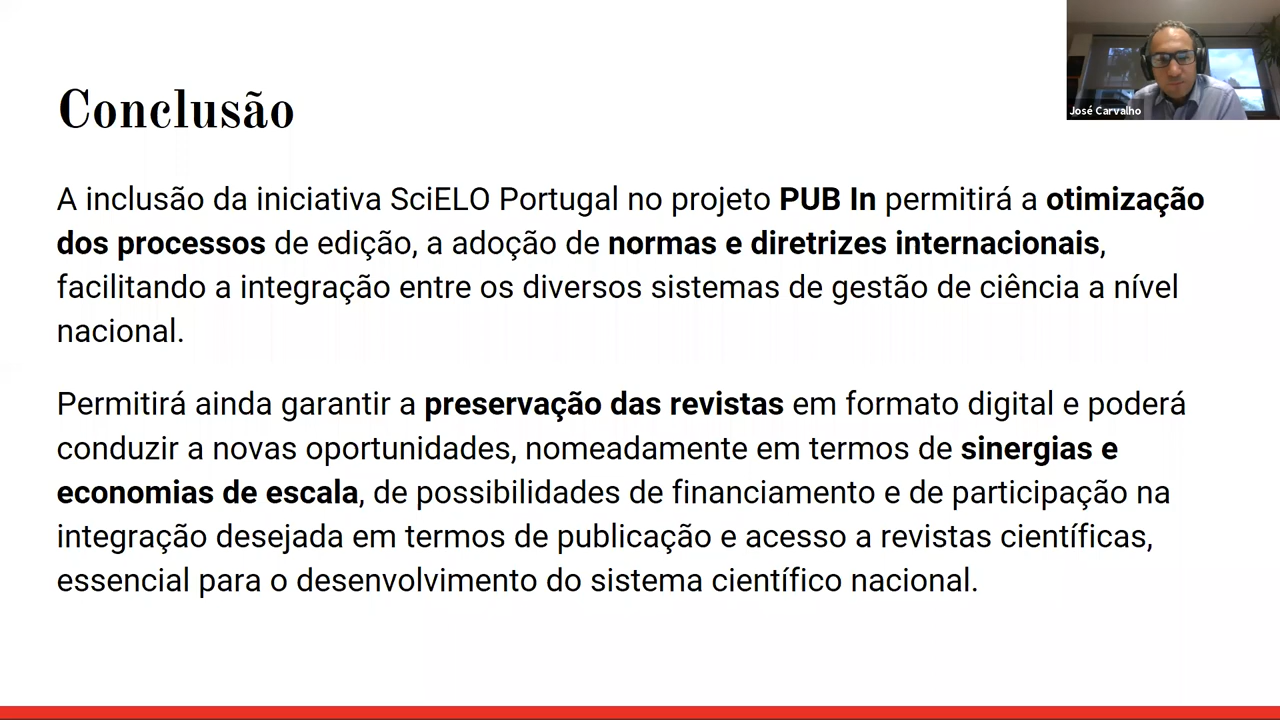 José Carvalho
Conclusão
A inclusão da iniciativa SciELO Portugal no projeto PUB In permitirá a otimização
dos processos de edição, a adoção de normas e diretrizes internacionais,
facilitando a integração entre os diversos sistemas de gestão de ciência a nível
nacional.
Permitirá ainda garantir a preservação das revistas em formato digital e poderá
conduzir a novas oportunidades, nomeadamente em termos de sinergias e
economias de escala, de possibilidades de financiamento e de participação na
integração desejada em termos de publicação e acesso a revistas científicas,
essencial para o desenvolvimento do sistema científico nacional.